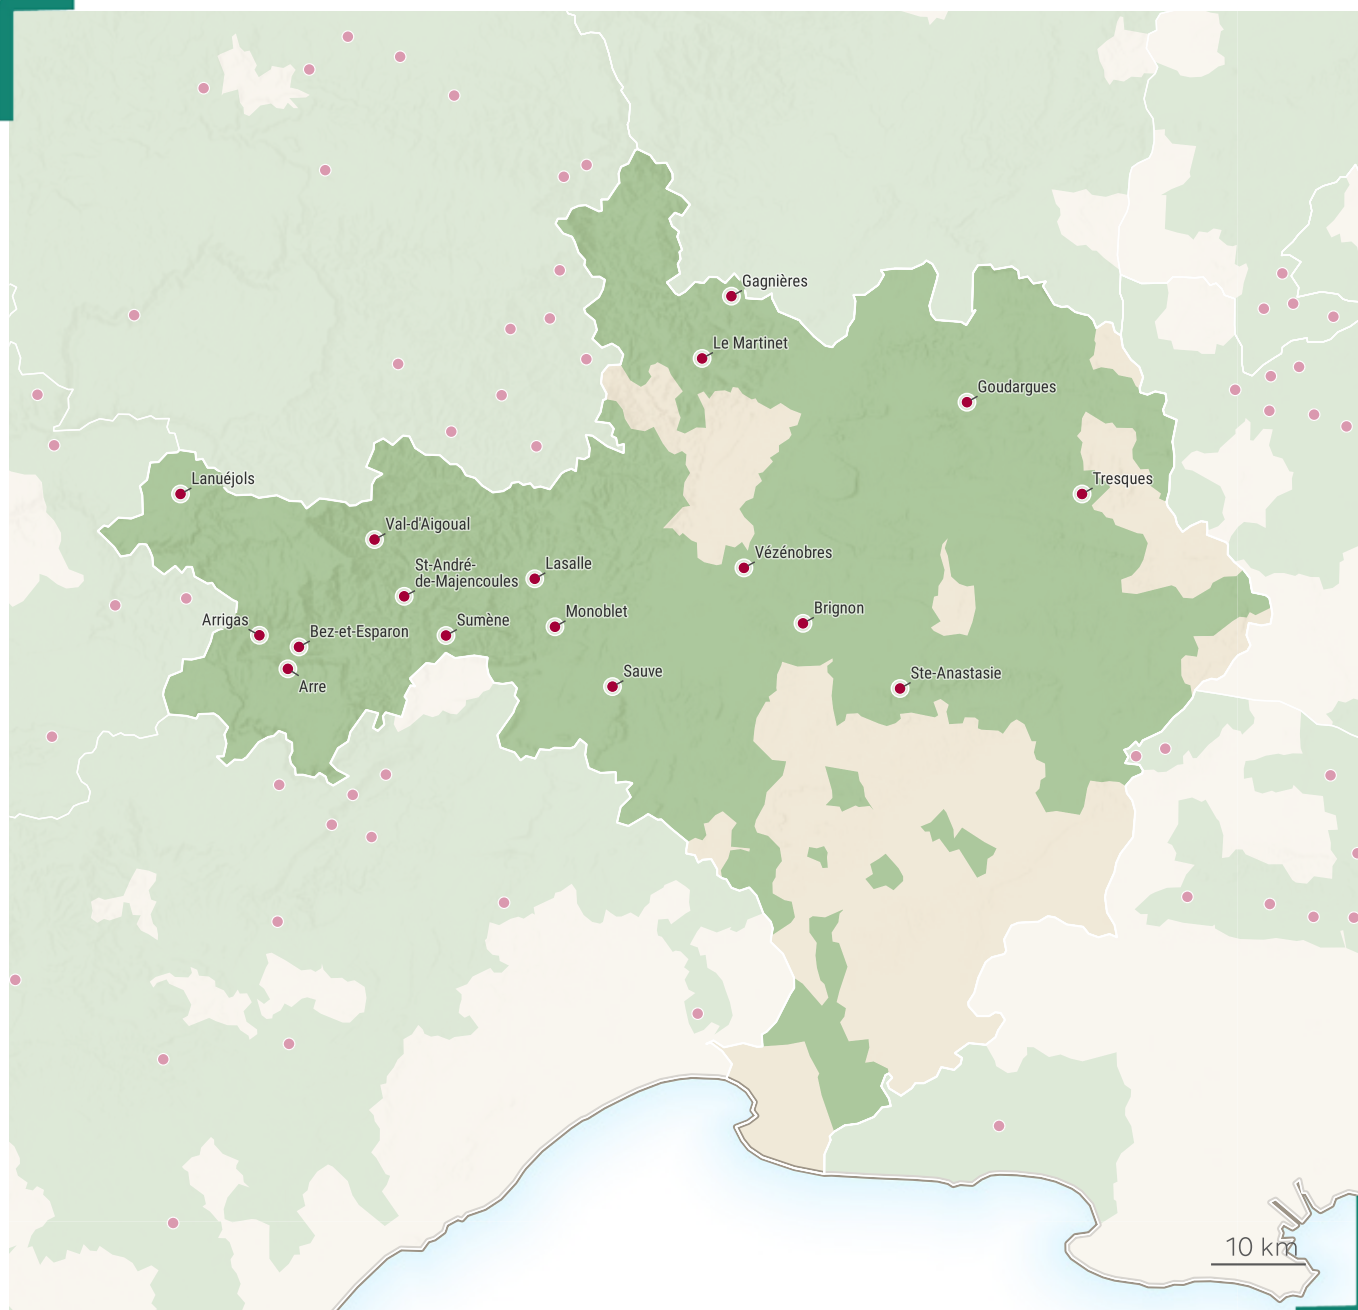 Gagnières
Le Martinet
Goudargues
Lanuéjols
Tresques
Val-d'Aigoual
Vézénobres
St-André-
de-Majencoules
Lasalle
Brignon
Monoblet
Arrigas
Sumène
Bez-et-Esparon
Sauve
Ste-Anastasie
Arre
10 km